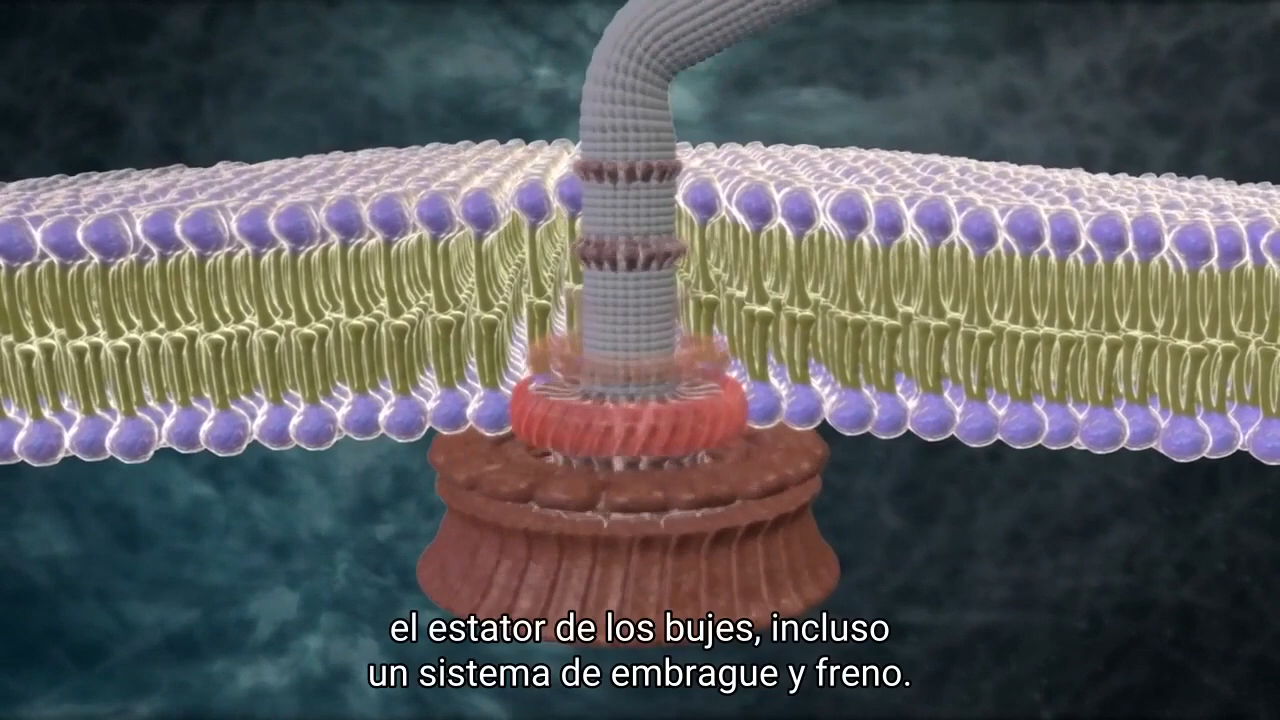 el estator de los bujes, incluso
un sistema de embrague y freno.